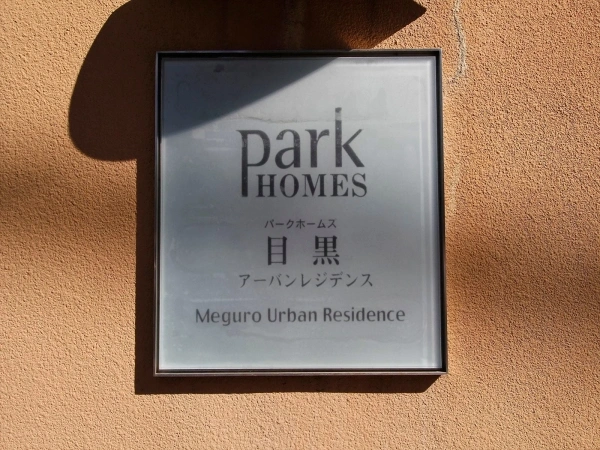 park
HOMES
パークホームス
目黒
アーバンレジデンス
Meguro Urban Residence